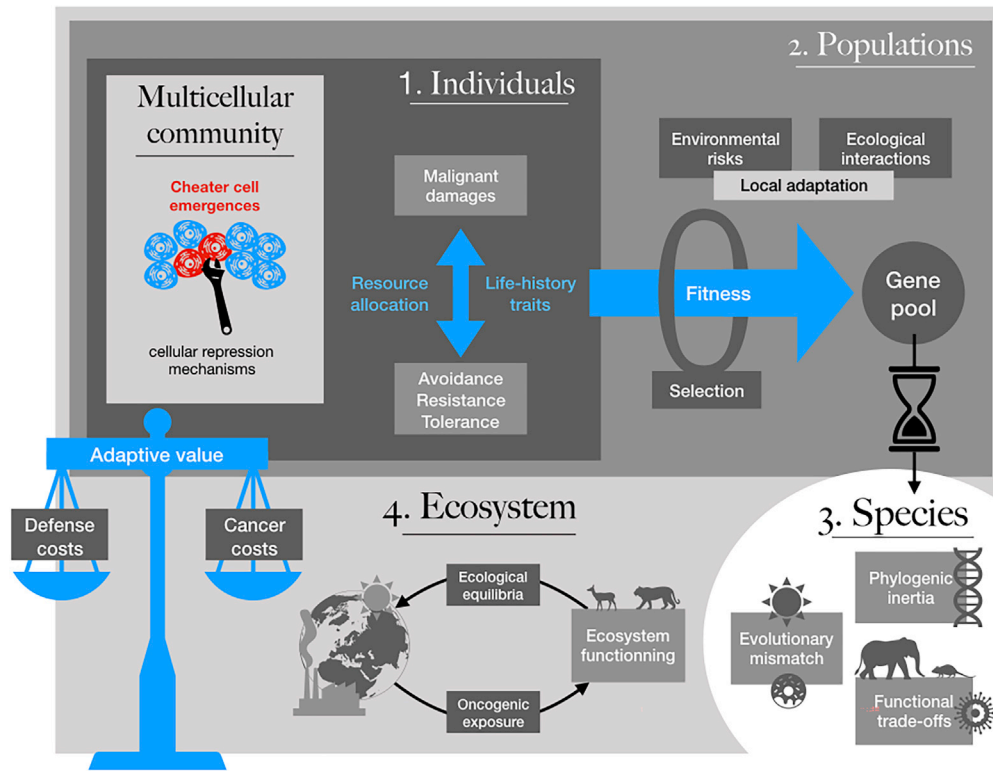 2. Populations
1. Individuals
Multicellular
community
Cheater cell
emergences
cellular repression
mechanisms
Malignant
damages
Resource
allocation
Life-history
traits
Avoidance
Resistance
Tolerance
Environmental
risks
Ecological
interactions
Local adaptation
Fitness
Selection
Gene
pool
Adaptive value
Defense
costs
Cancer
costs
4. Ecosystem
Ecological
equilibria
Ecosystem
functionning
Oncogenic
exposure
3. Species
Phylogenic
inertia
Evolutionary
mismatch
Functional
trade-offs